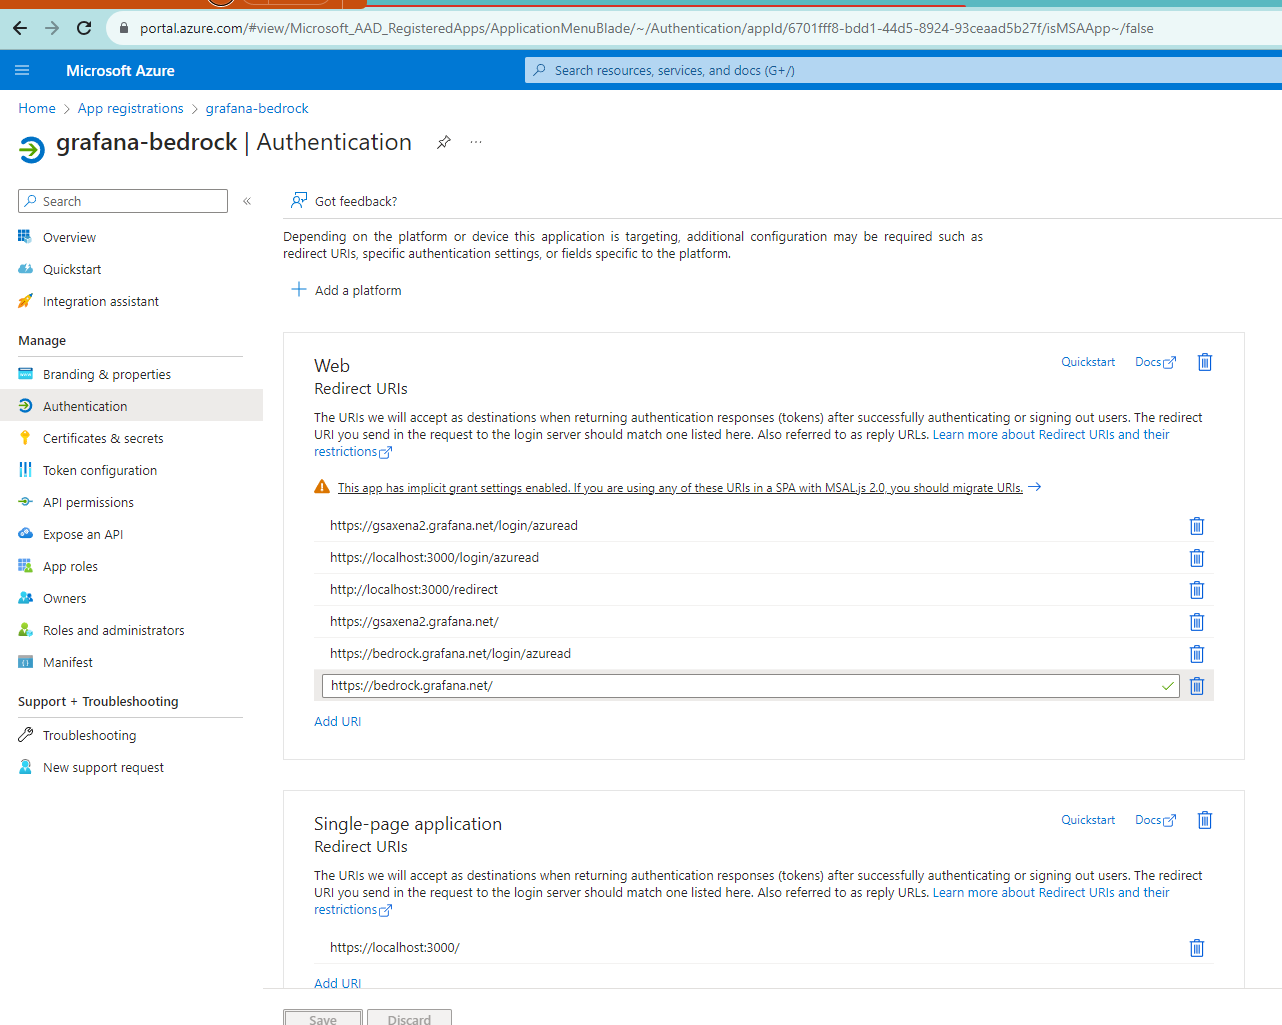 portal.azure.com/#view/Microsoft_AAD_RegisteredApps/ApplicationMenuBlade/~/Authentication/appId/6701fff8-bdd1-44d5-8924-93ceaad5b27f/isMSAApp~/false
Microsoft Azure
Search resources, services, and docs (G+/)
Home > App registrations > grafana-bedrock
grafana-bedrock | Authentication
Search
Got feedback?
Overview
Quickstart
Integration assistant
Manage
Branding & properties
Authentication
Certificates & secrets
Token configuration
API permissions
Expose an API
App roles
Owners
Roles and administrators
Manifest
Support + Troubleshooting
Troubleshooting
New support request
Depending on the platform or device this application is targeting, additional configuration may be required such as
redirect URIs, specific authentication settings, or fields specific to the platform.
Add a platform
Web
Quickstart
Docs
Redirect URIs
The URIs we will accept as destinations when returning authentication responses (tokens) after successfully authenticating or signing out users. The redirect
URI you send in the request to the login server should match one listed here. Also referred to as reply URLs. Learn more about Redirect URIs and their
restrictions
This app has implicit grant settings enabled. If you are using any of these URIs in a SPA with MSAL.js 2.0, you should migrate URIs.
https://gsaxena2.grafana.net/login/azuread
https://localhost:3000/login/azuread
http://localhost:3000/redirect
https://gsaxena2.grafana.net/
https://bedrock.grafana.net/login/azuread
https://bedrock.grafana.net/
Add URI
Single-page application
Quickstart
Docs
Redirect URIs
The URIs we will accept as destinations when returning authentication responses (tokens) after successfully authenticating or signing out users. The redirect
URI you send in the request to the login server should match one listed here. Also referred to as reply URLs. Learn more about Redirect URIs and their
restrictions
https://localhost:3000/
Add URI
Save
Discard